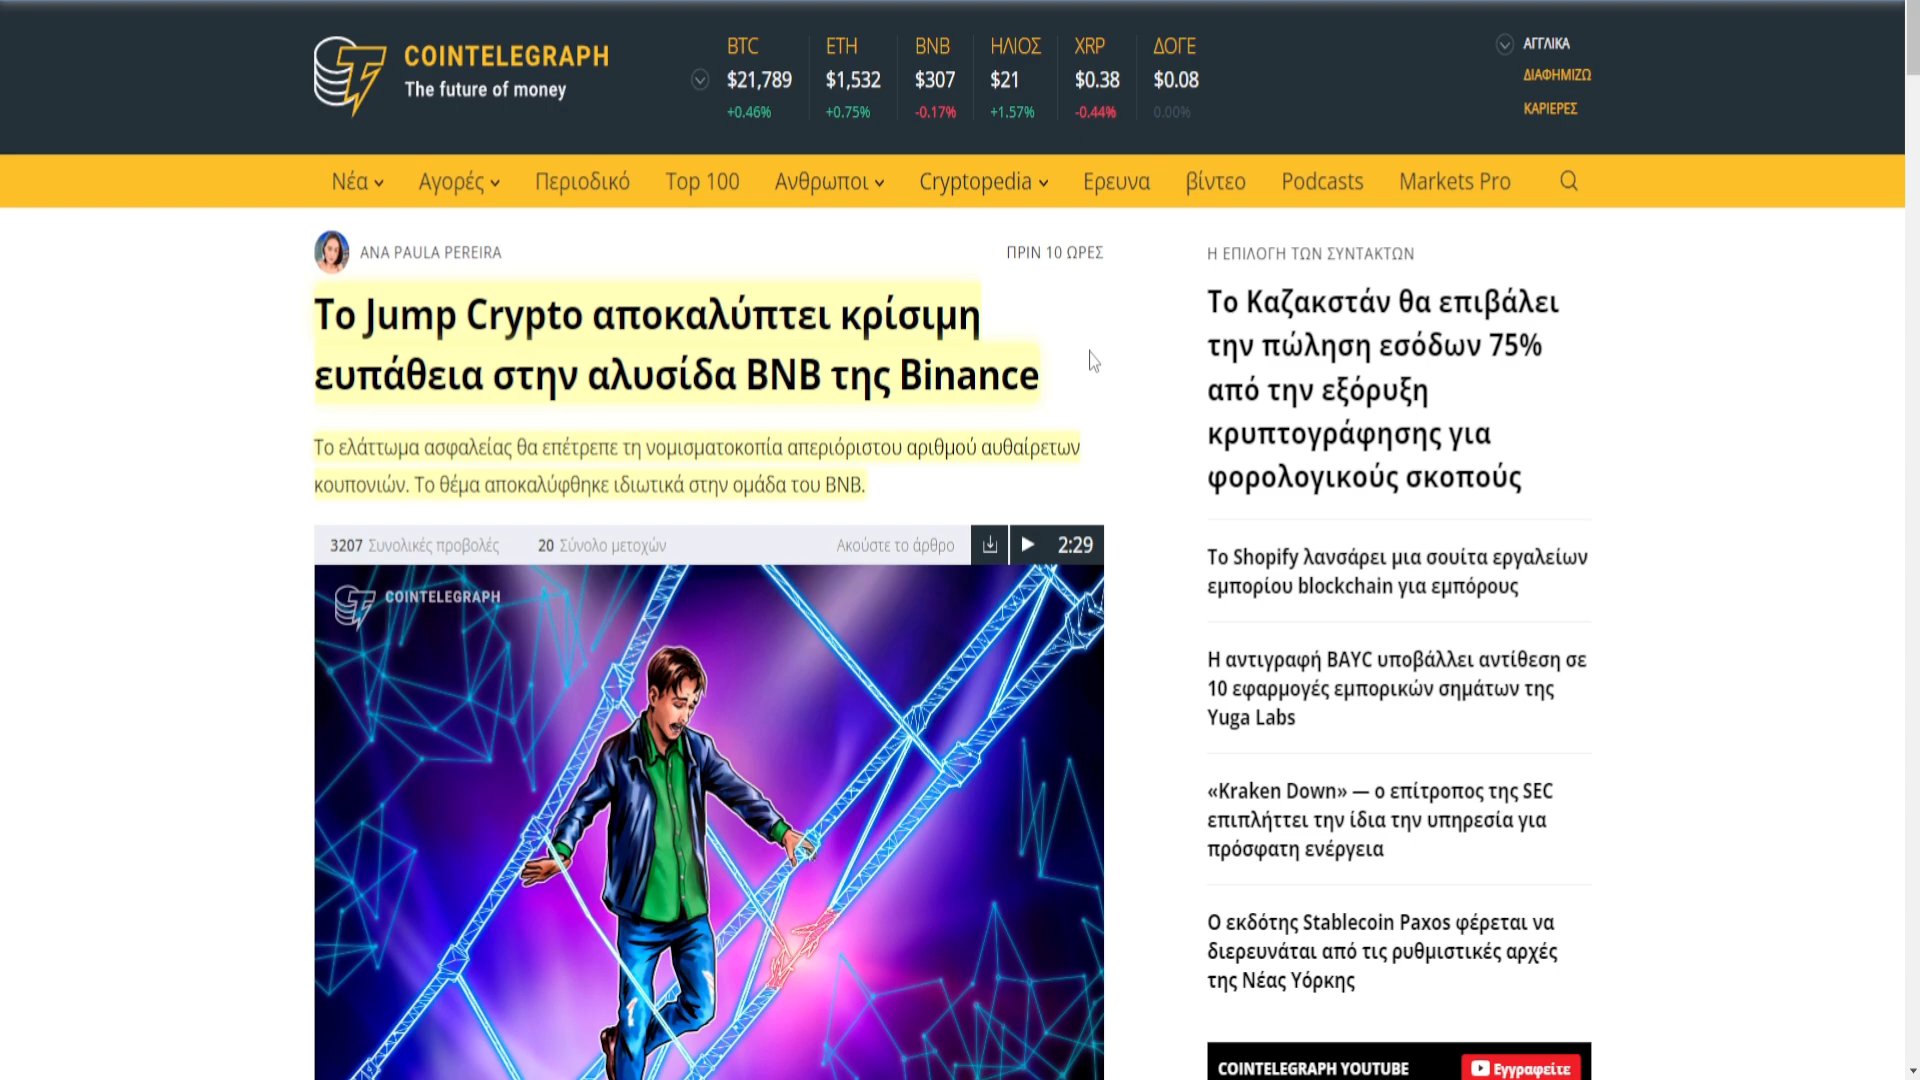 COINTELEGRAPH
The future of money
BTC ETH BNB ΗΛΙΟΣ XRP ΔΟΓΕ
$21,789 $1,532 $307 $21 $0.38 $0.08
+0.46% +0.75% -0.17% +1.57% -0.44% 0.00%
ΑΓΓΛΙΚΑ
ΔΙΑΦΗΜΙΖΩ
ΚΑΡΙΕΡΕΣ
Νέα Αγορές Περιοδικό Top 100 Ανθρωποι Cryptopedia Ερευνα βίντεο Podcasts Markets Pro
ANA PAULA PEREIRA
ΠΡΙΝ 10 ΩΡΕΣ
Το Jump Crypto αποκαλύπτει κρίσιμη
ευπάθεια στην αλυσίδα BNB της Binance
Το ελάττωμα ασφαλείας θα επέτρεπε τη νομισματοκοπία απεριόριστου αριθμού αυθαίρετων
κουπονιών. Το θέμα αποκαλύφθηκε ιδιωτικά στην ομάδα του BNB.
3207 Συνολικές προβολές 20 Σύνολο μετοχών Ακούστε το άρθρο 2:29
COINTELEGRAPH
Η ΕΠΙΛΟΓΗ ΤΩΝ ΣΥΝΤΑΚΤΩΝ
Το Καζακστάν θα επιβάλει
την πώληση εσόδων 75%
από την εξόρυξη
κρυπτογράφησης για
φορολογικούς σκοπούς
Το Shopify λανσάρει μια σουίτα εργαλείων
εμπορίου blockchain για εμπόρους
Η αντιγραφή BAYC υποβάλλει αντίθεση σε
10 εφαρμογές εμπορικών σημάτων της
Yuga Labs
«Kraken Down» — ο επίτροπος της SEC
επιπλήττει την ίδια την υπηρεσία για
πρόσφατη ενέργεια
Ο εκδότης Stablecoin Paxos φέρεται να
διερευνάται από τις ρυθμιστικές αρχές
της Νέας Υόρκης
COINTELEGRAPH YOUTUBE
Εγγραφείτε